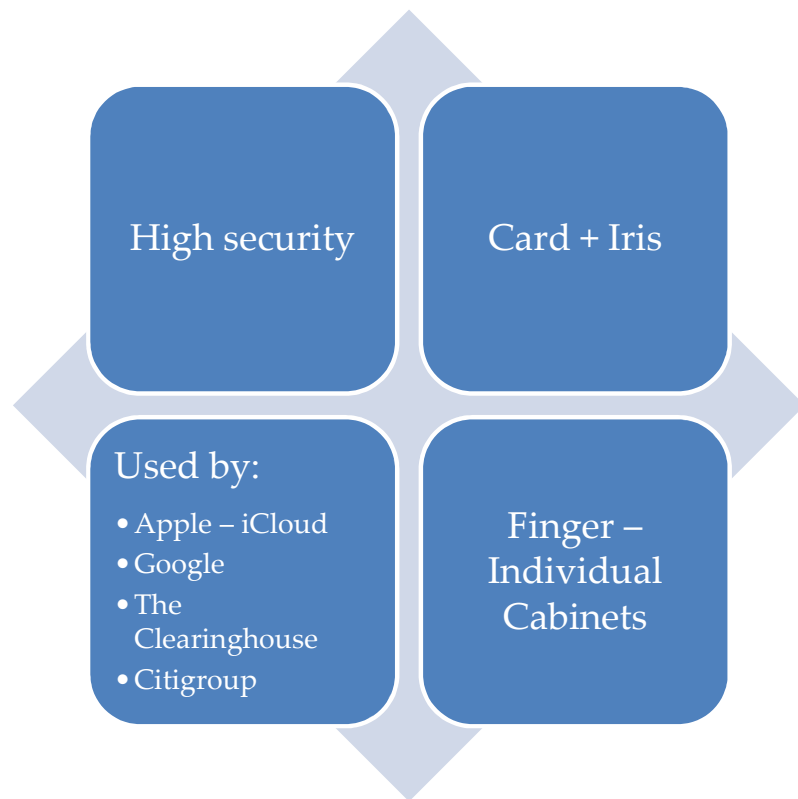 High security
Card + Iris
Used by:
• Apple – iCloud
• Google
• The
Clearinghouse
• Citigroup
Finger –
Individual
Cabinets